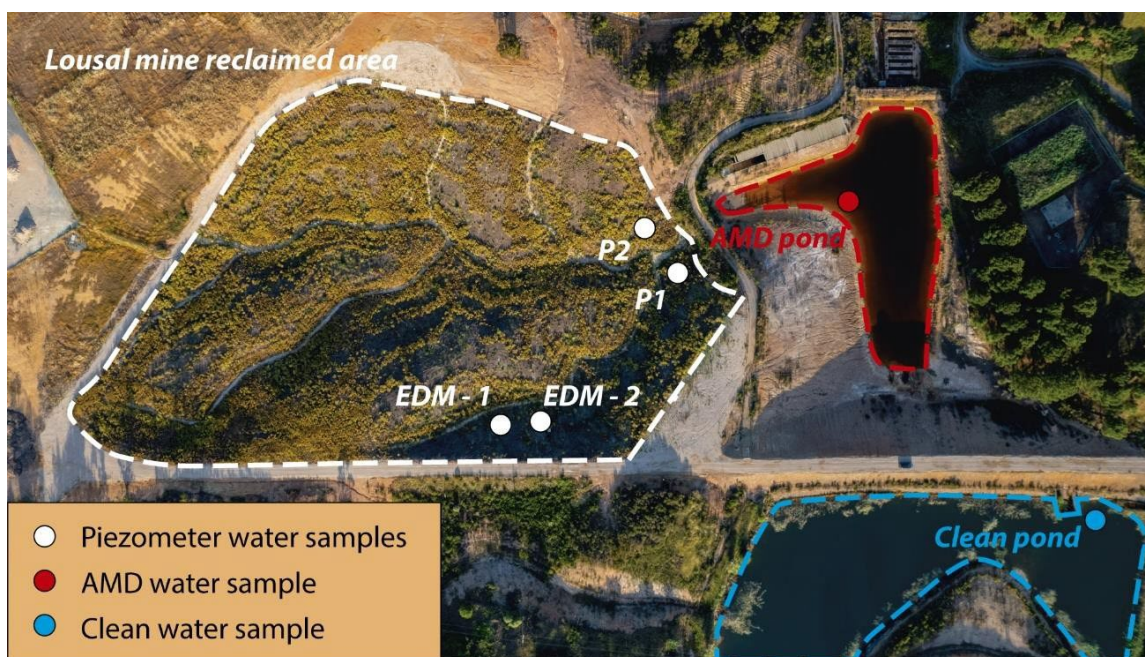 Lousal mine reclaimed area
P2
AMD pond
P1
EDM - 1
EDM - 2
Clean pond
Piezometer water samples
AMD water sample
Clean water sample